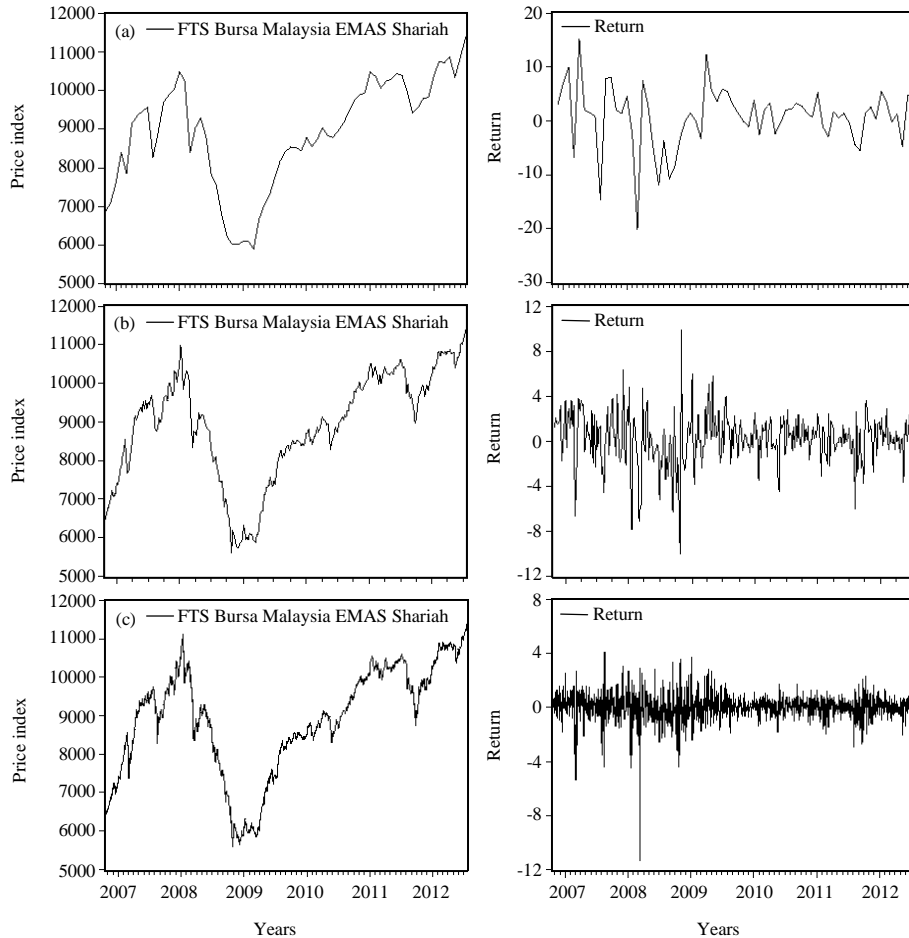 (a) FTS Bursa Malaysia EMAS Shariah
Price index
12000
11000
10000
9000
8000
7000
6000
5000
Return
Return
20
10
0
-10
-20
-30
(b) FTS Bursa Malaysia EMAS Shariah
Price index
12000
11000
10000
9000
8000
7000
6000
5000
Return
Return
12
8
4
0
-4
-8
-12
(c) FTS Bursa Malaysia EMAS Shariah
Price index
12000
11000
10000
9000
8000
7000
6000
5000
2007 2008 2009 2010 2011 2012
Years
Return
Return
8
4
0
-4
-8
-12
2007 2008 2009 2010 2011 2012
Years